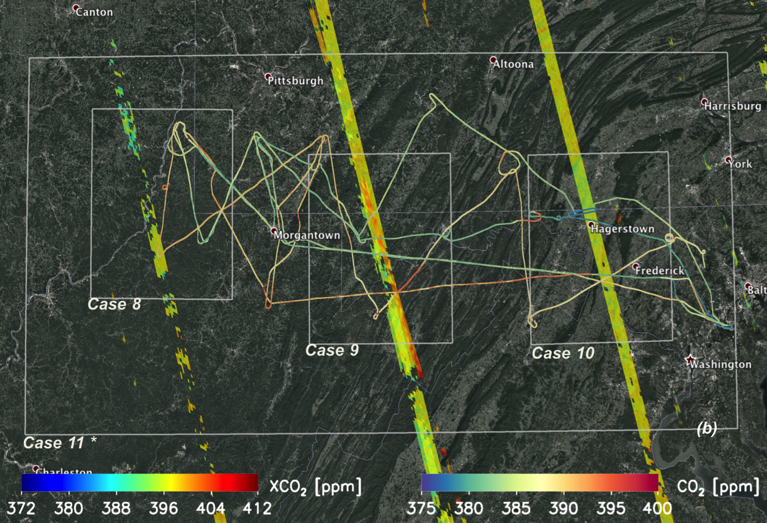 Canton
Altoona
Pittsburgh
Harrisburg
York
Morgantown
Hagerstown
Frederick
Balt
Case 8
Case 9
Case 10
Washington
(b)
Case 11 *
Charleston
XCO₂ [ppm]
CO₂ [ppm]
372 380 388 396 404 412
375 380 385 390 395 400